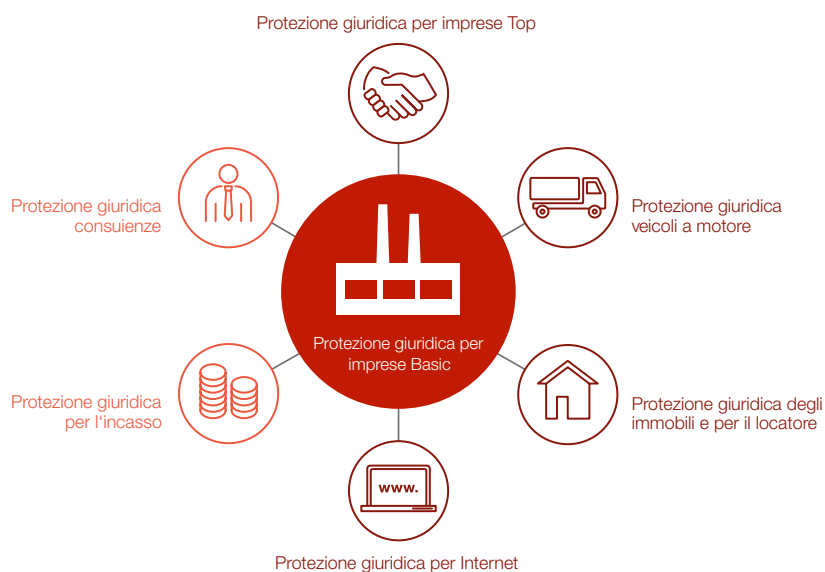 Protezione giuridica per imprese Top
Protezione giuridica
consuienze
Protezione giuridica
veicoli a motore
Protezione giuridica per
imprese Basic
Protezione giuridica
per l‘incasso
Protezione giuridica degli
immobili e per il locatore
www.
Protezione giuridica per Internet